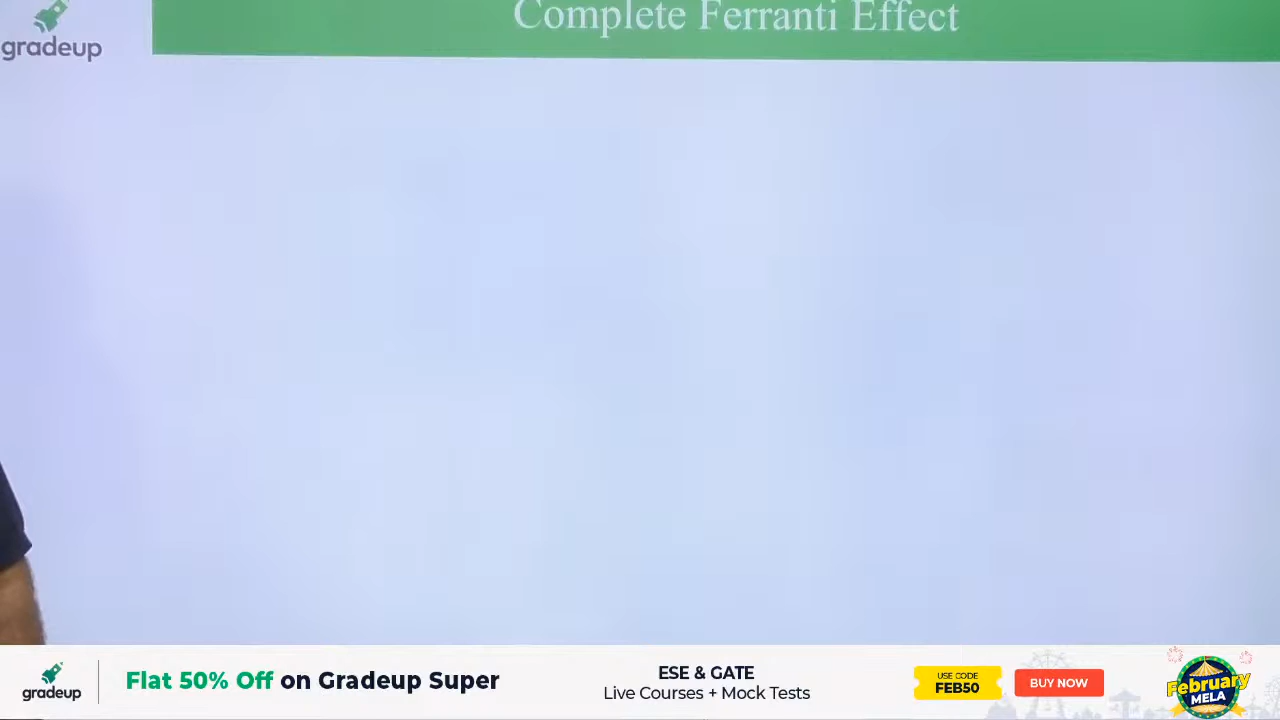 Complete Ferranti Effect
gradeup
gradeup
Flat 50% Off on Gradeup Super
ESE & GATE
Live Courses + Mock Tests
USE CODE
FEB50
BUY NOW
February
MELA